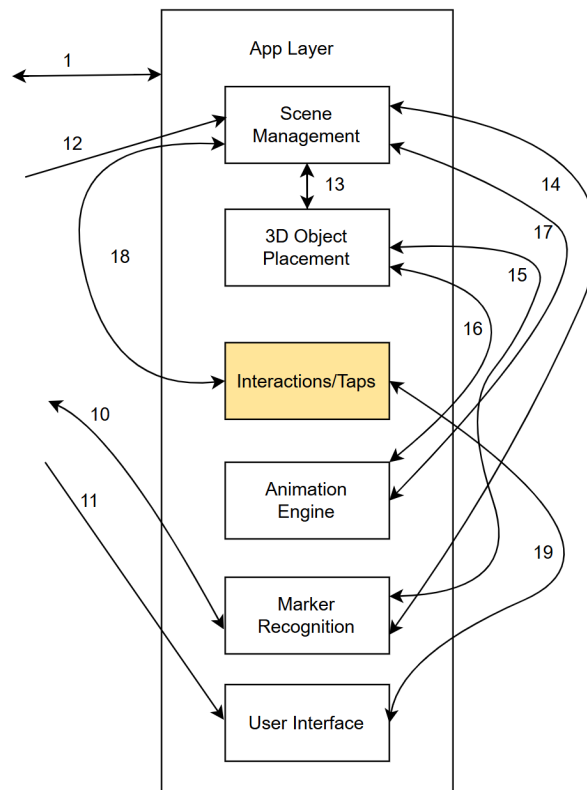 App Layer
1
Scene
Management
12
14
13
17
3D Object
Placement
18
15
16
Interactions/Taps
10
Animation
Engine
11
19
Marker
Recognition
User Interface